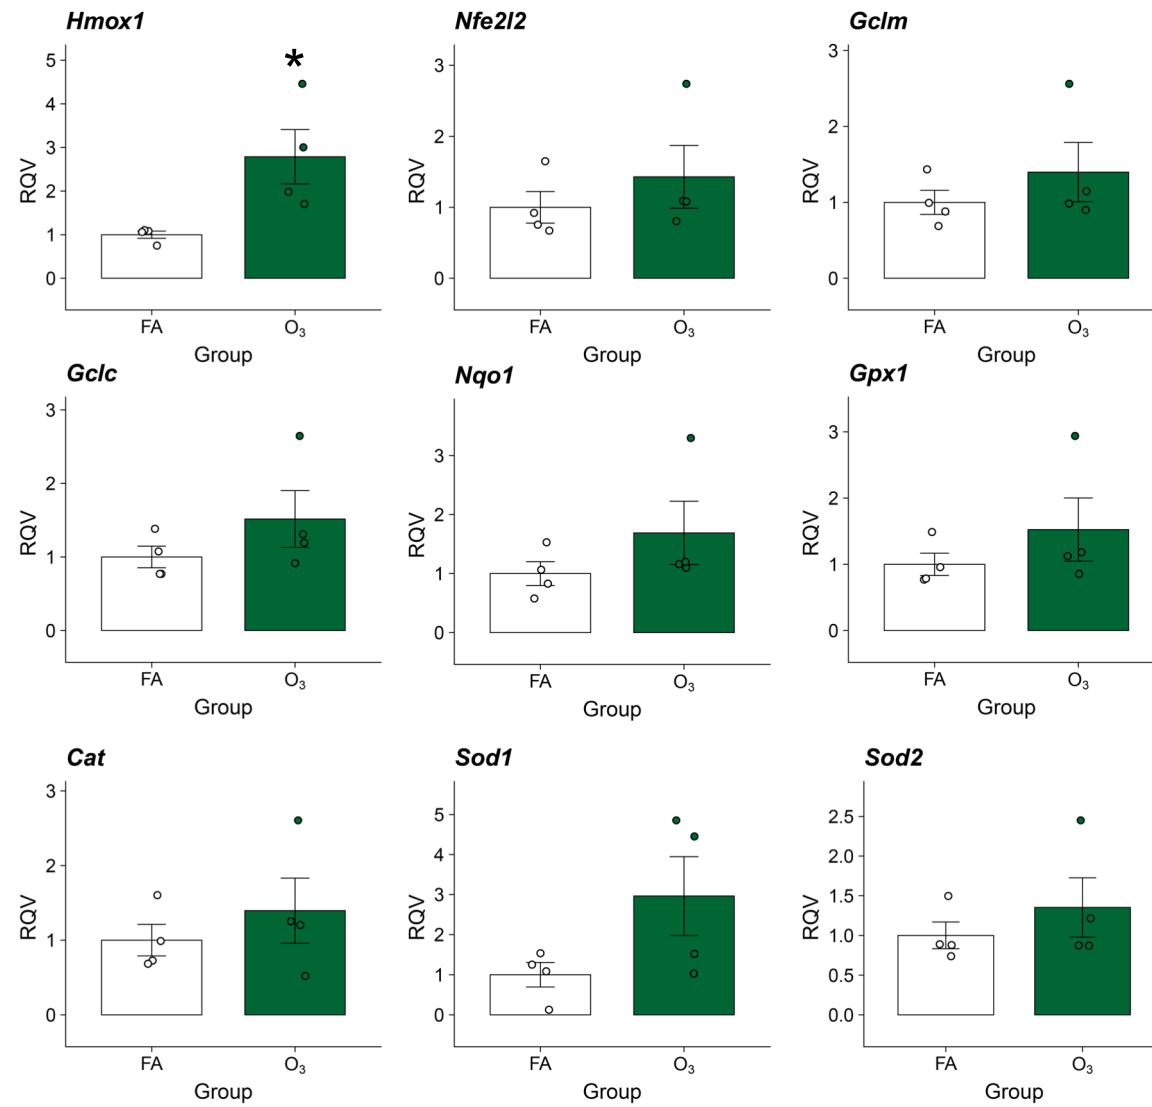 Hmox1 Nfe2l2 Gclm
5
4
3
2
1
0
RQV
FA O₃
Group
3
2
1
0
RQV
FA O₃
Group
3
2
1
0
RQV
FA O₃
Group
Gclc Nqo1 Gpx1
3
2
1
0
RQV
FA O₃
Group
3
2
1
0
RQV
FA O₃
Group
3
2
1
0
RQV
FA O₃
Group
Cat Sod1 Sod2
3
2
1
0
RQV
FA O₃
Group
5
4
3
2
1
0
RQV
FA O₃
Group
2.5
2.0
1.5
1.0
0.5
0.0
RQV
FA O₃
Group
*